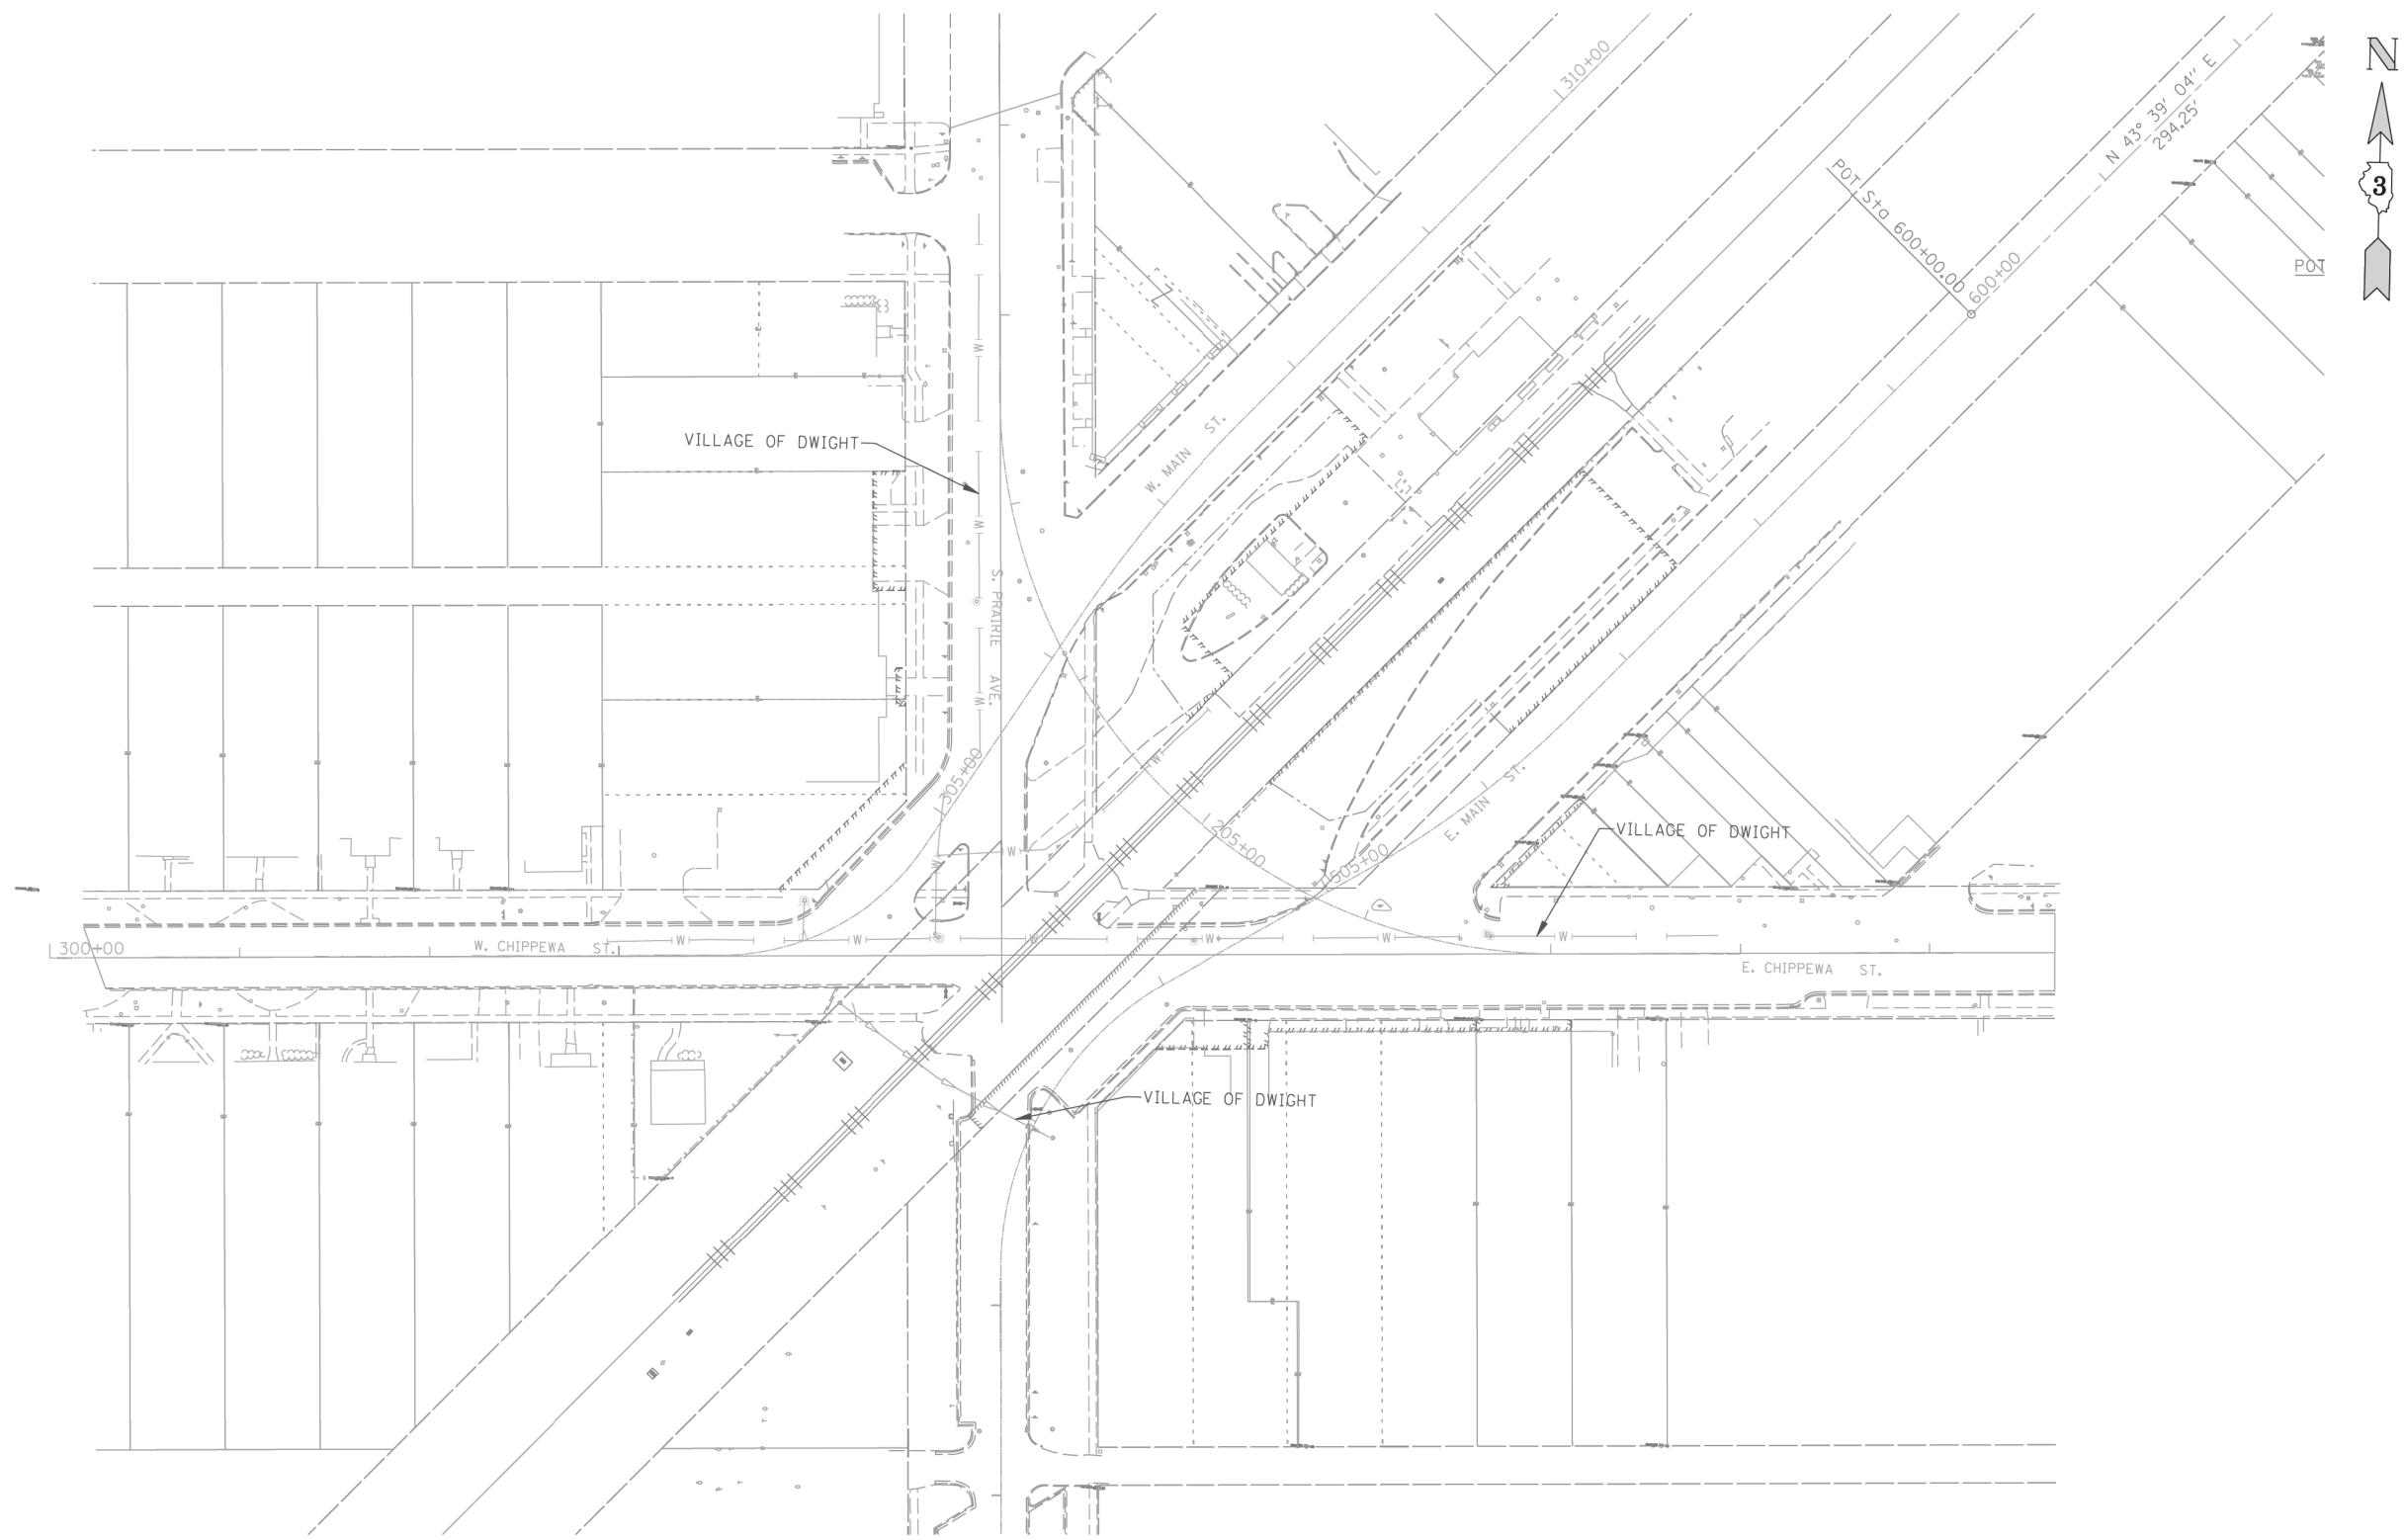 N
310+00
N 43° 39' 04" E
294.25'
3
POT Sta 600+00.00
600+00
POT
W
VILLAGE OF DWIGHT
W. MAIN ST.
W
S. PRAIRIE AVE.
W
W
305+00
E. MAIN ST.
205+00
505+00
VILLAGE OF DWIGHT
W
W
300+00
W. CHIPPEWA ST.
W
W
W
W
W
W
E. CHIPPEWA ST.
VILLAGE OF DWIGHT